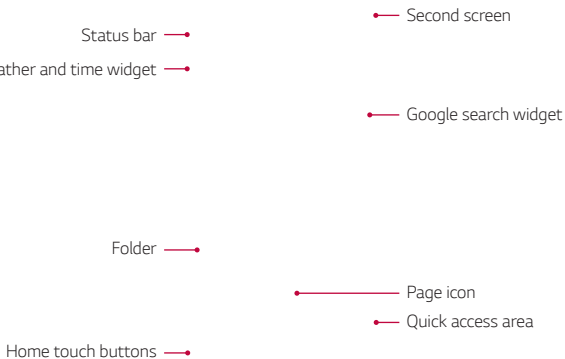 Second screen
Status bar
ather and time widget
Google search widget
Folder
Page icon
Quick access area
Home touch buttons